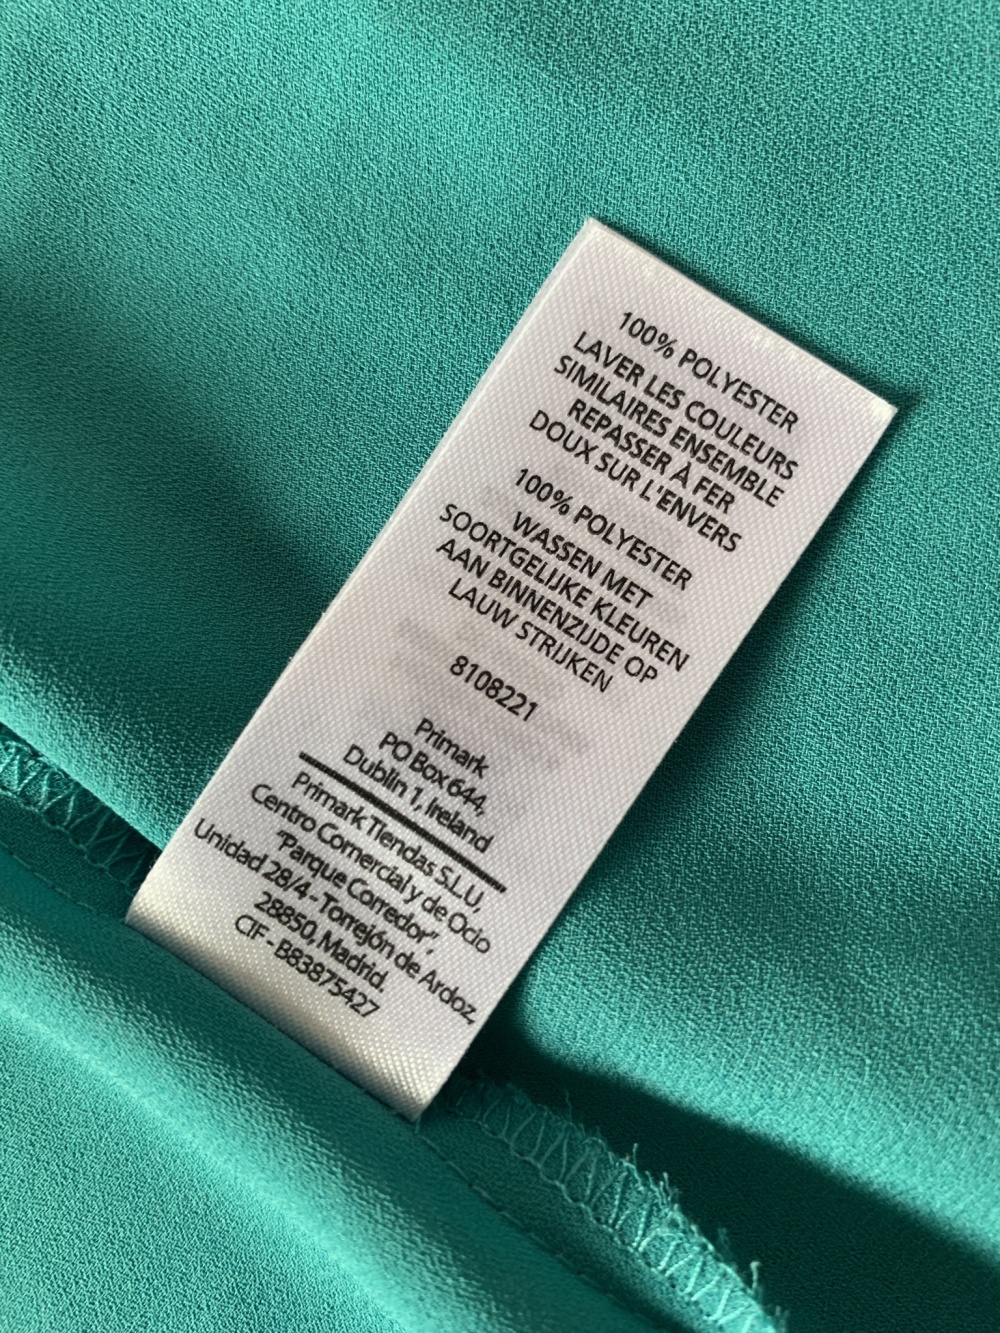 100% POLYESTER
LAVER LES COULEURS
SIMILAIRES ENSEMBLE
REPASSER À FER
DOUX SUR L'ENVERS
100% POLYESTER
WASSEN MET
SOORTGELIJKE KLEUREN
AAN BINNENZIJDE OP
LAUW STRIJKEN
8108221
Primark
PO Box 644,
Dublin 1, Ireland
Primark Tiendas S.L.U,
Centro Comercial y de Ocio
"Parque Corredor",
Unidad 28/4 - Torrejón de Ardoz,
28850, Madrid.
CIF - B83875427